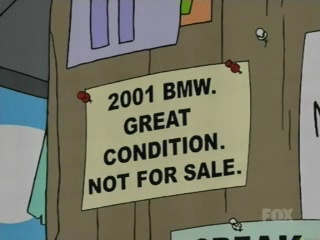 2001 BMW.
GREAT
CONDITION.
NOT FOR SALE.
FOX